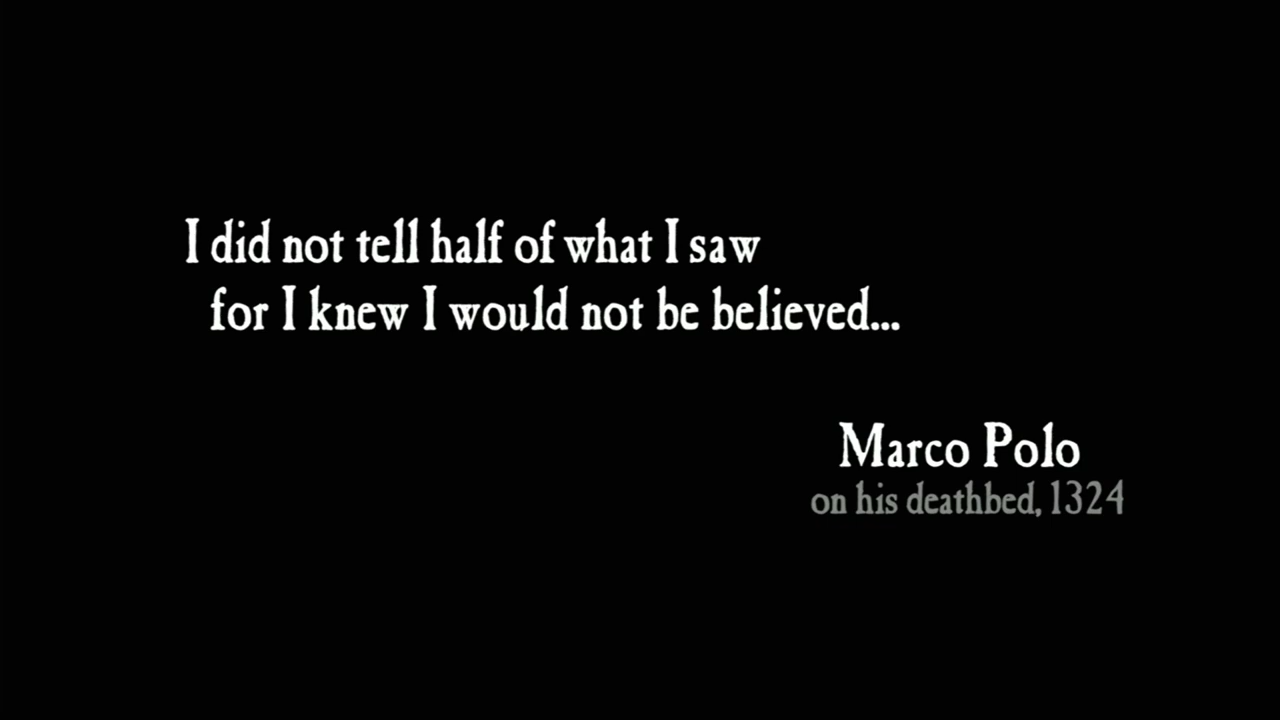 I did not tell half of what I saw
for I knew I would not be believed...
Marco Polo
on his deathbed, 1324